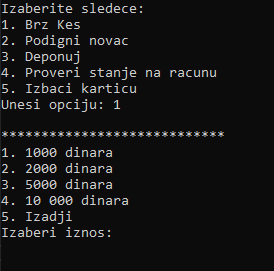 Izaberite sledece:
1. Brz Kes
2. Podigni novac
3. Deponuj
4. Proveri stanje na racunu
5. Izbaci karticu
Unesi opciju: 1
****************************
1. 1000 dinara
2. 2000 dinara
3. 5000 dinara
4. 10 000 dinara
5. Izadji
Izaberi iznos: